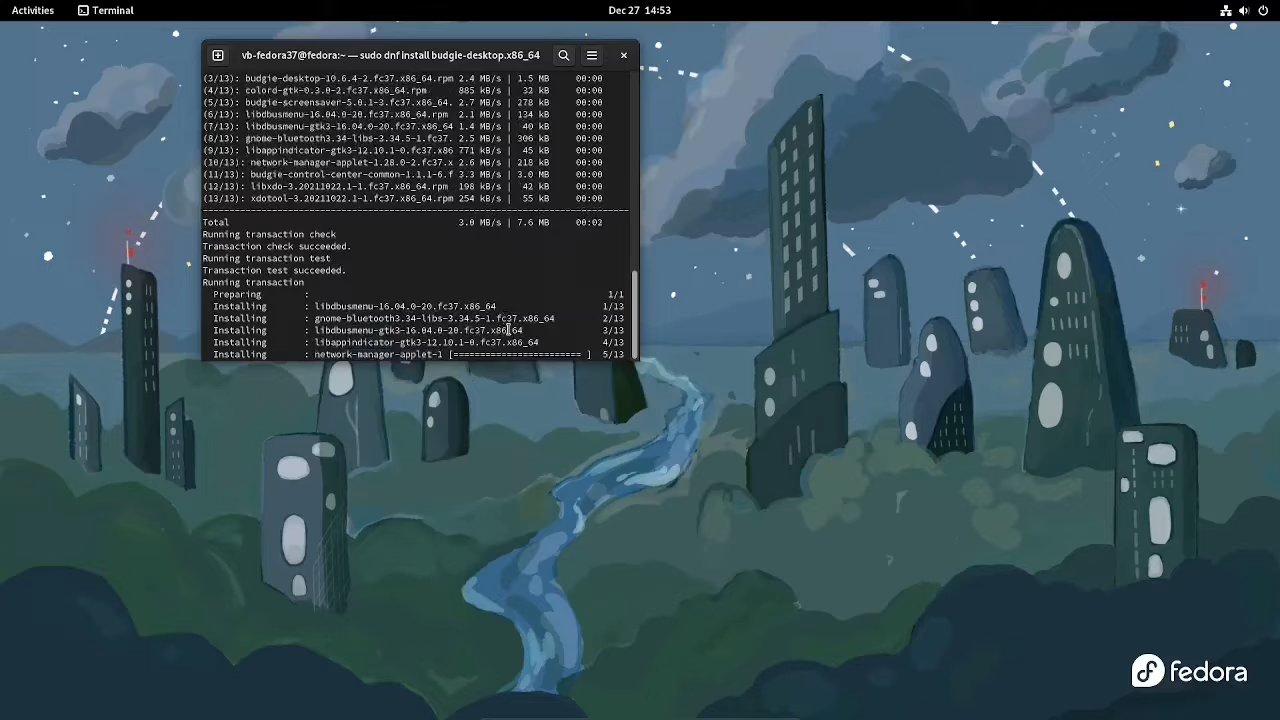 Activities Terminal Dec 27 14:53
vb-fedora37@fedora:~ — sudo dnf install budgie-desktop.x86_64
(3/13): budgie-desktop-10.6.4-2.fc37.x86_64.rpm 2.4 MB/s | 1.5 MB 00:00
(4/13): colord-gtk-0.3.0-2.fc37.x86_64.rpm 885 kB/s | 32 kB 00:00
(5/13): budgie-screensaver-5.0.1-3.fc37.x86_64. 2.7 MB/s | 278 kB 00:00
(6/13): libdbusmenu-16.04.0-20.fc37.x86_64.rpm 2.1 MB/s | 134 kB 00:00
(7/13): libdbusmenu-gtk3-16.04.0-20.fc37.x86_64 1.4 MB/s | 40 kB 00:00
(8/13): gnome-bluetooth3.34-libs-3.34.5-1.fc37. 2.5 MB/s | 306 kB 00:00
(9/13): libappindicator-gtk3-12.10.1-0.fc37.x86 771 kB/s | 45 kB 00:00
(10/13): network-manager-applet-1.28.0-2.fc37.x 2.6 MB/s | 218 kB 00:00
(11/13): budgie-control-center-common-1.1.1-6.f 3.3 MB/s | 3.0 MB 00:00
(12/13): libxdo-3.20211022.1-1.fc37.x86_64.rpm 198 kB/s | 42 kB 00:00
(13/13): xdotool-3.20211022.1-1.fc37.x86_64.rpm 254 kB/s | 55 kB 00:00
--------------------------------------------------------------------------------
Total 3.0 MB/s | 7.6 MB 00:02
Running transaction check
Transaction check succeeded.
Running transaction test
Transaction test succeeded.
Running transaction
Preparing : 1/1
Installing : libdbusmenu-16.04.0-20.fc37.x86_64 1/13
Installing : gnome-bluetooth3.34-libs-3.34.5-1.fc37.x86_64 2/13
Installing : libdbusmenu-gtk3-16.04.0-20.fc37.x86_64 3/13
Installing : libappindicator-gtk3-12.10.1-0.fc37.x86_64 4/13
Installing : network-manager-applet-1 [======================== ] 5/13
fedora